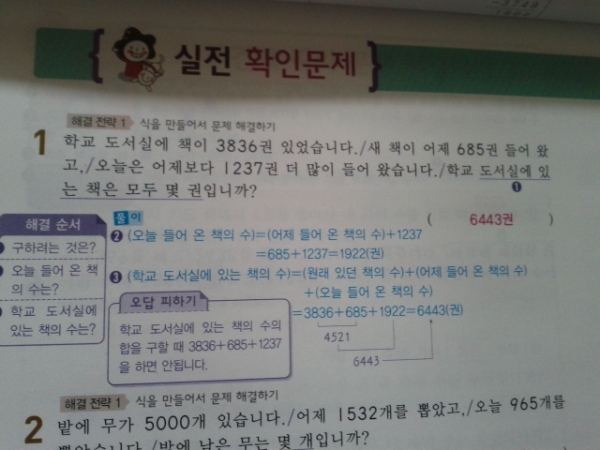 { 실전 확인문제 }
해결 전략 1 식을 만들어서 문제 해결하기
1 학교 도서실에 책이 3836권 있었습니다./새 책이 어제 685권 들어 왔
고,/오늘은 어제보다 1237권 더 많이 들어 왔습니다./학교 도서실에 있
는 책은 모두 몇 권입니까?
❶
( 6443권 )
해결 순서
구하려는 것은?
오늘 들어 온 책
의 수는?
학교 도서실에
있는 책의 수는?
풀이
❷ (오늘 들어 온 책의 수)=(어제 들어 온 책의 수)+1237
=685+1237=1922(권)
❸ (학교 도서실에 있는 책의 수)=(원래 있던 책의 수)+(어제 들어 온 책의 수)
+(오늘 들어 온 책의 수)
=3836+685+1922=6443(권)
4521
6443
오답 피하기
학교 도서실에 있는 책의 수의
합을 구할 때 3836+685+1237
을 하면 안됩니다.
해결 전략 1 식을 만들어서 문제 해결하기
2 밭에 무가 5000개 있습니다./어제 1532개를 뽑았고,/오늘 965개를
뽑았습니다./밭에 남은 무는 몇 개입니까?